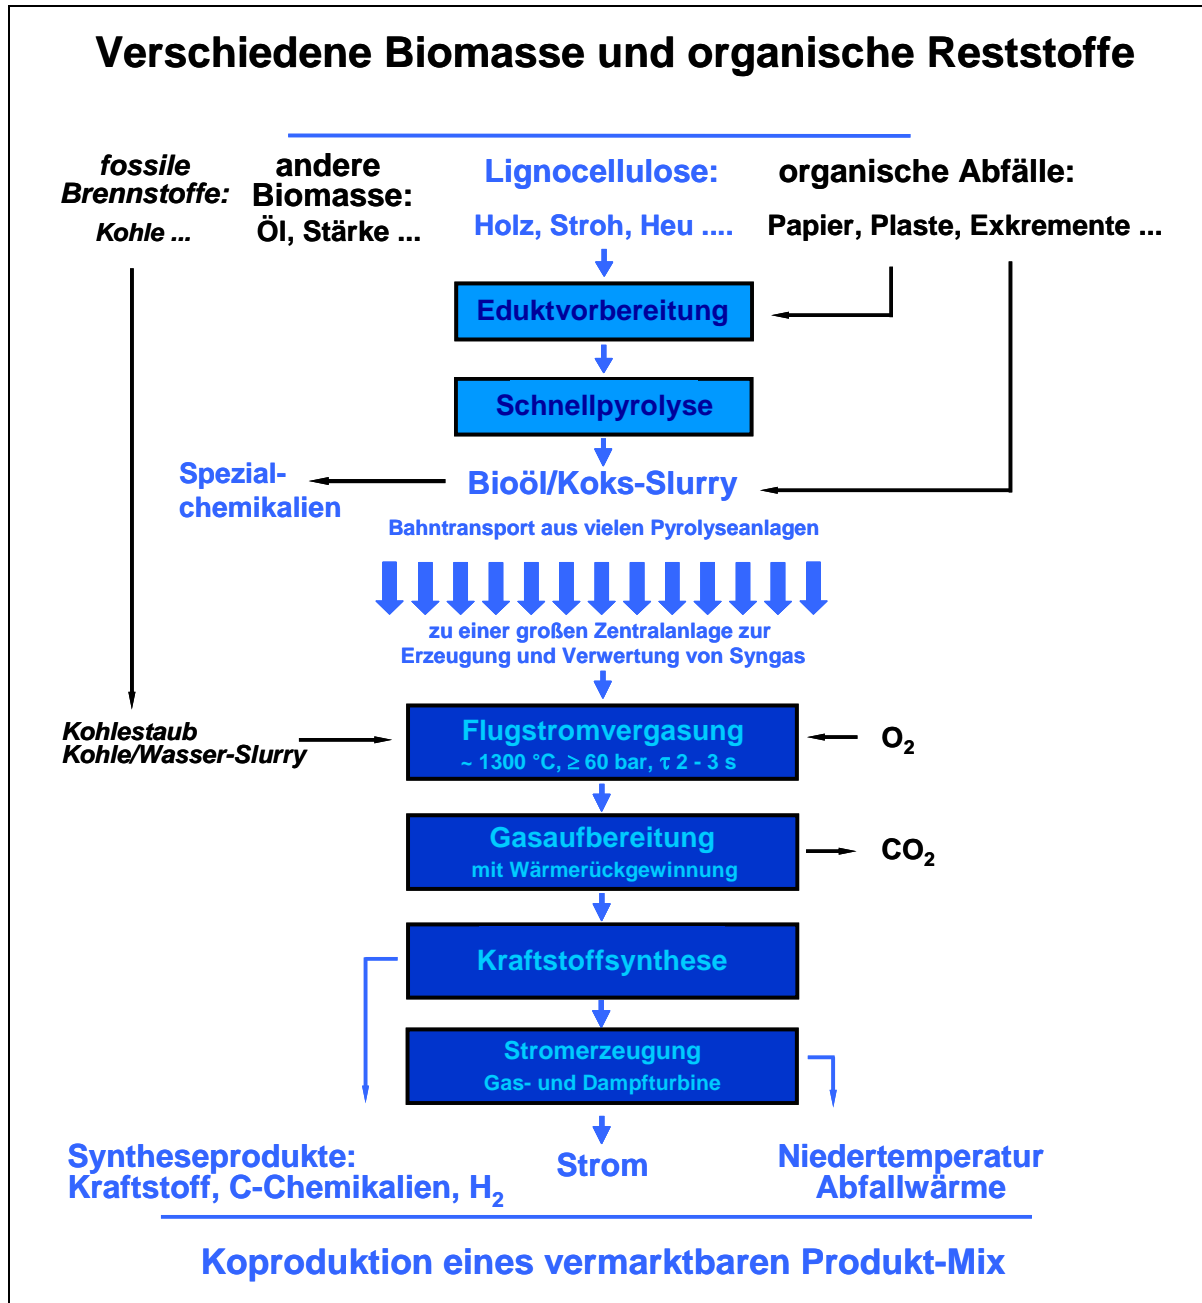 Verschiedene Biomasse und organische Reststoffe
fossile
Brennstoffe:
Kohle ...
andere
Biomasse:
Öl, Stärke ...
Lignocellulose:
Holz, Stroh, Heu ....
organische Abfälle:
Papier, Plaste, Exkremente ...
Eduktvorbereitung
Schnellpyrolyse
Spezial-
chemikalien
Bioöl/Koks-Slurry
Bahntransport aus vielen Pyrolyseanlagen
zu einer großen Zentralanlage zur
Erzeugung und Verwertung von Syngas
Kohlestaub
Kohle/Wasser-Slurry
Flugstromvergasung
~ 1300 °C, ≥ 60 bar, τ 2 - 3 s
O₂
Gasaufbereitung
mit Wärmerückgewinnung
CO₂
Kraftstoffsynthese
Stromerzeugung
Gas- und Dampfturbine
Syntheseprodukte:
Kraftstoff, C-Chemikalien, H₂
Strom
Niedertemperatur
Abfallwärme
Koproduktion eines vermarktbaren Produkt-Mix